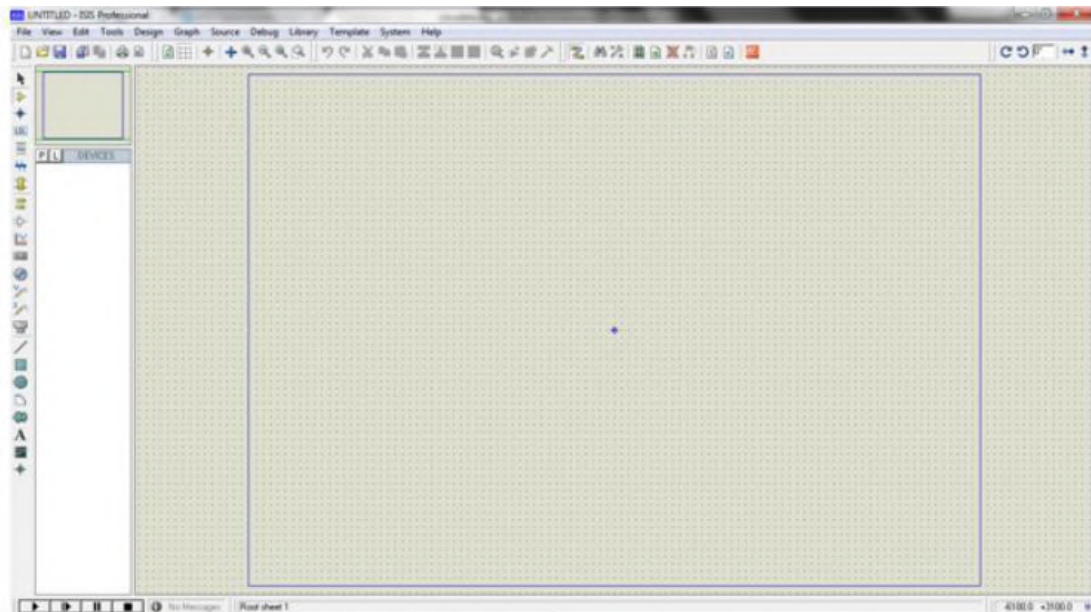 UNTITLED - ISIS Professional
File View Edit Tools Design Graph Source Debug Library Template System Help
P L DEVICES
LBL
A
No Messages Root sheet 1